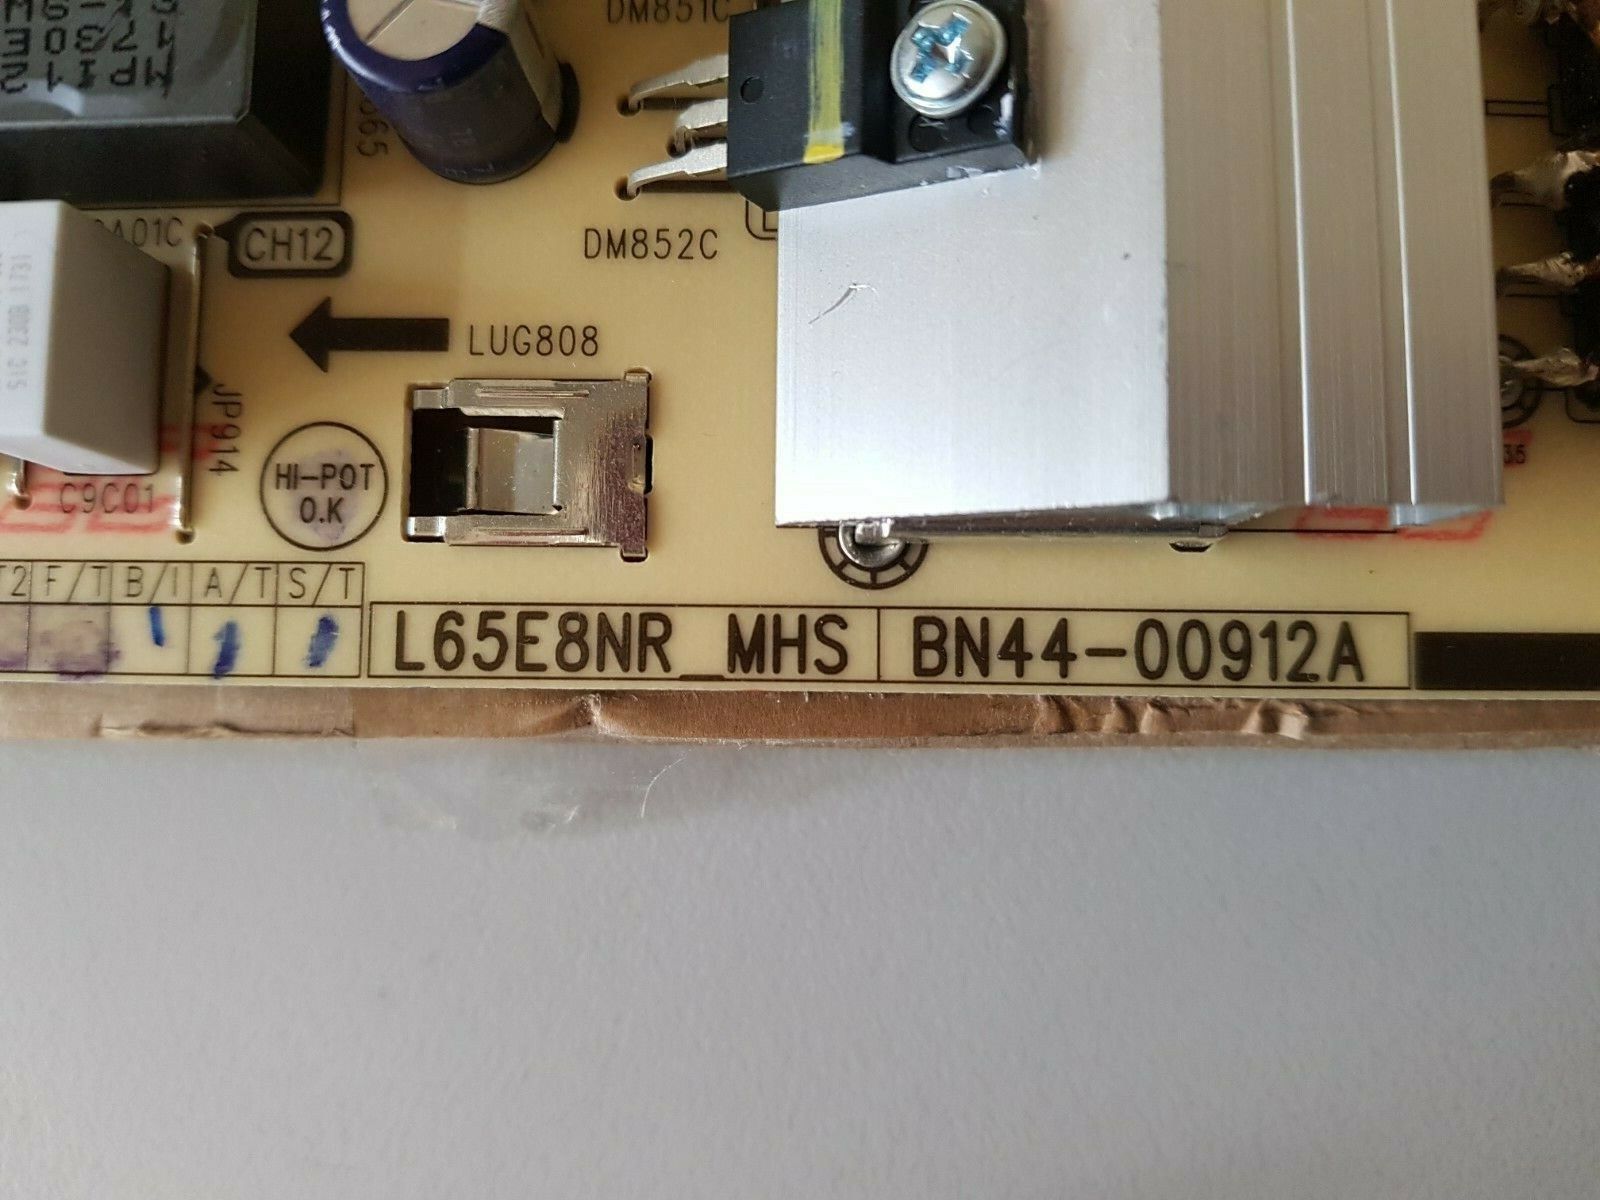 DM851C
CH12
DM852C
LUG808
JP914
HI-POT
O.K
C9C01
F/T B/I A/T S/T
L65E8NR_MHS BN44-00912A